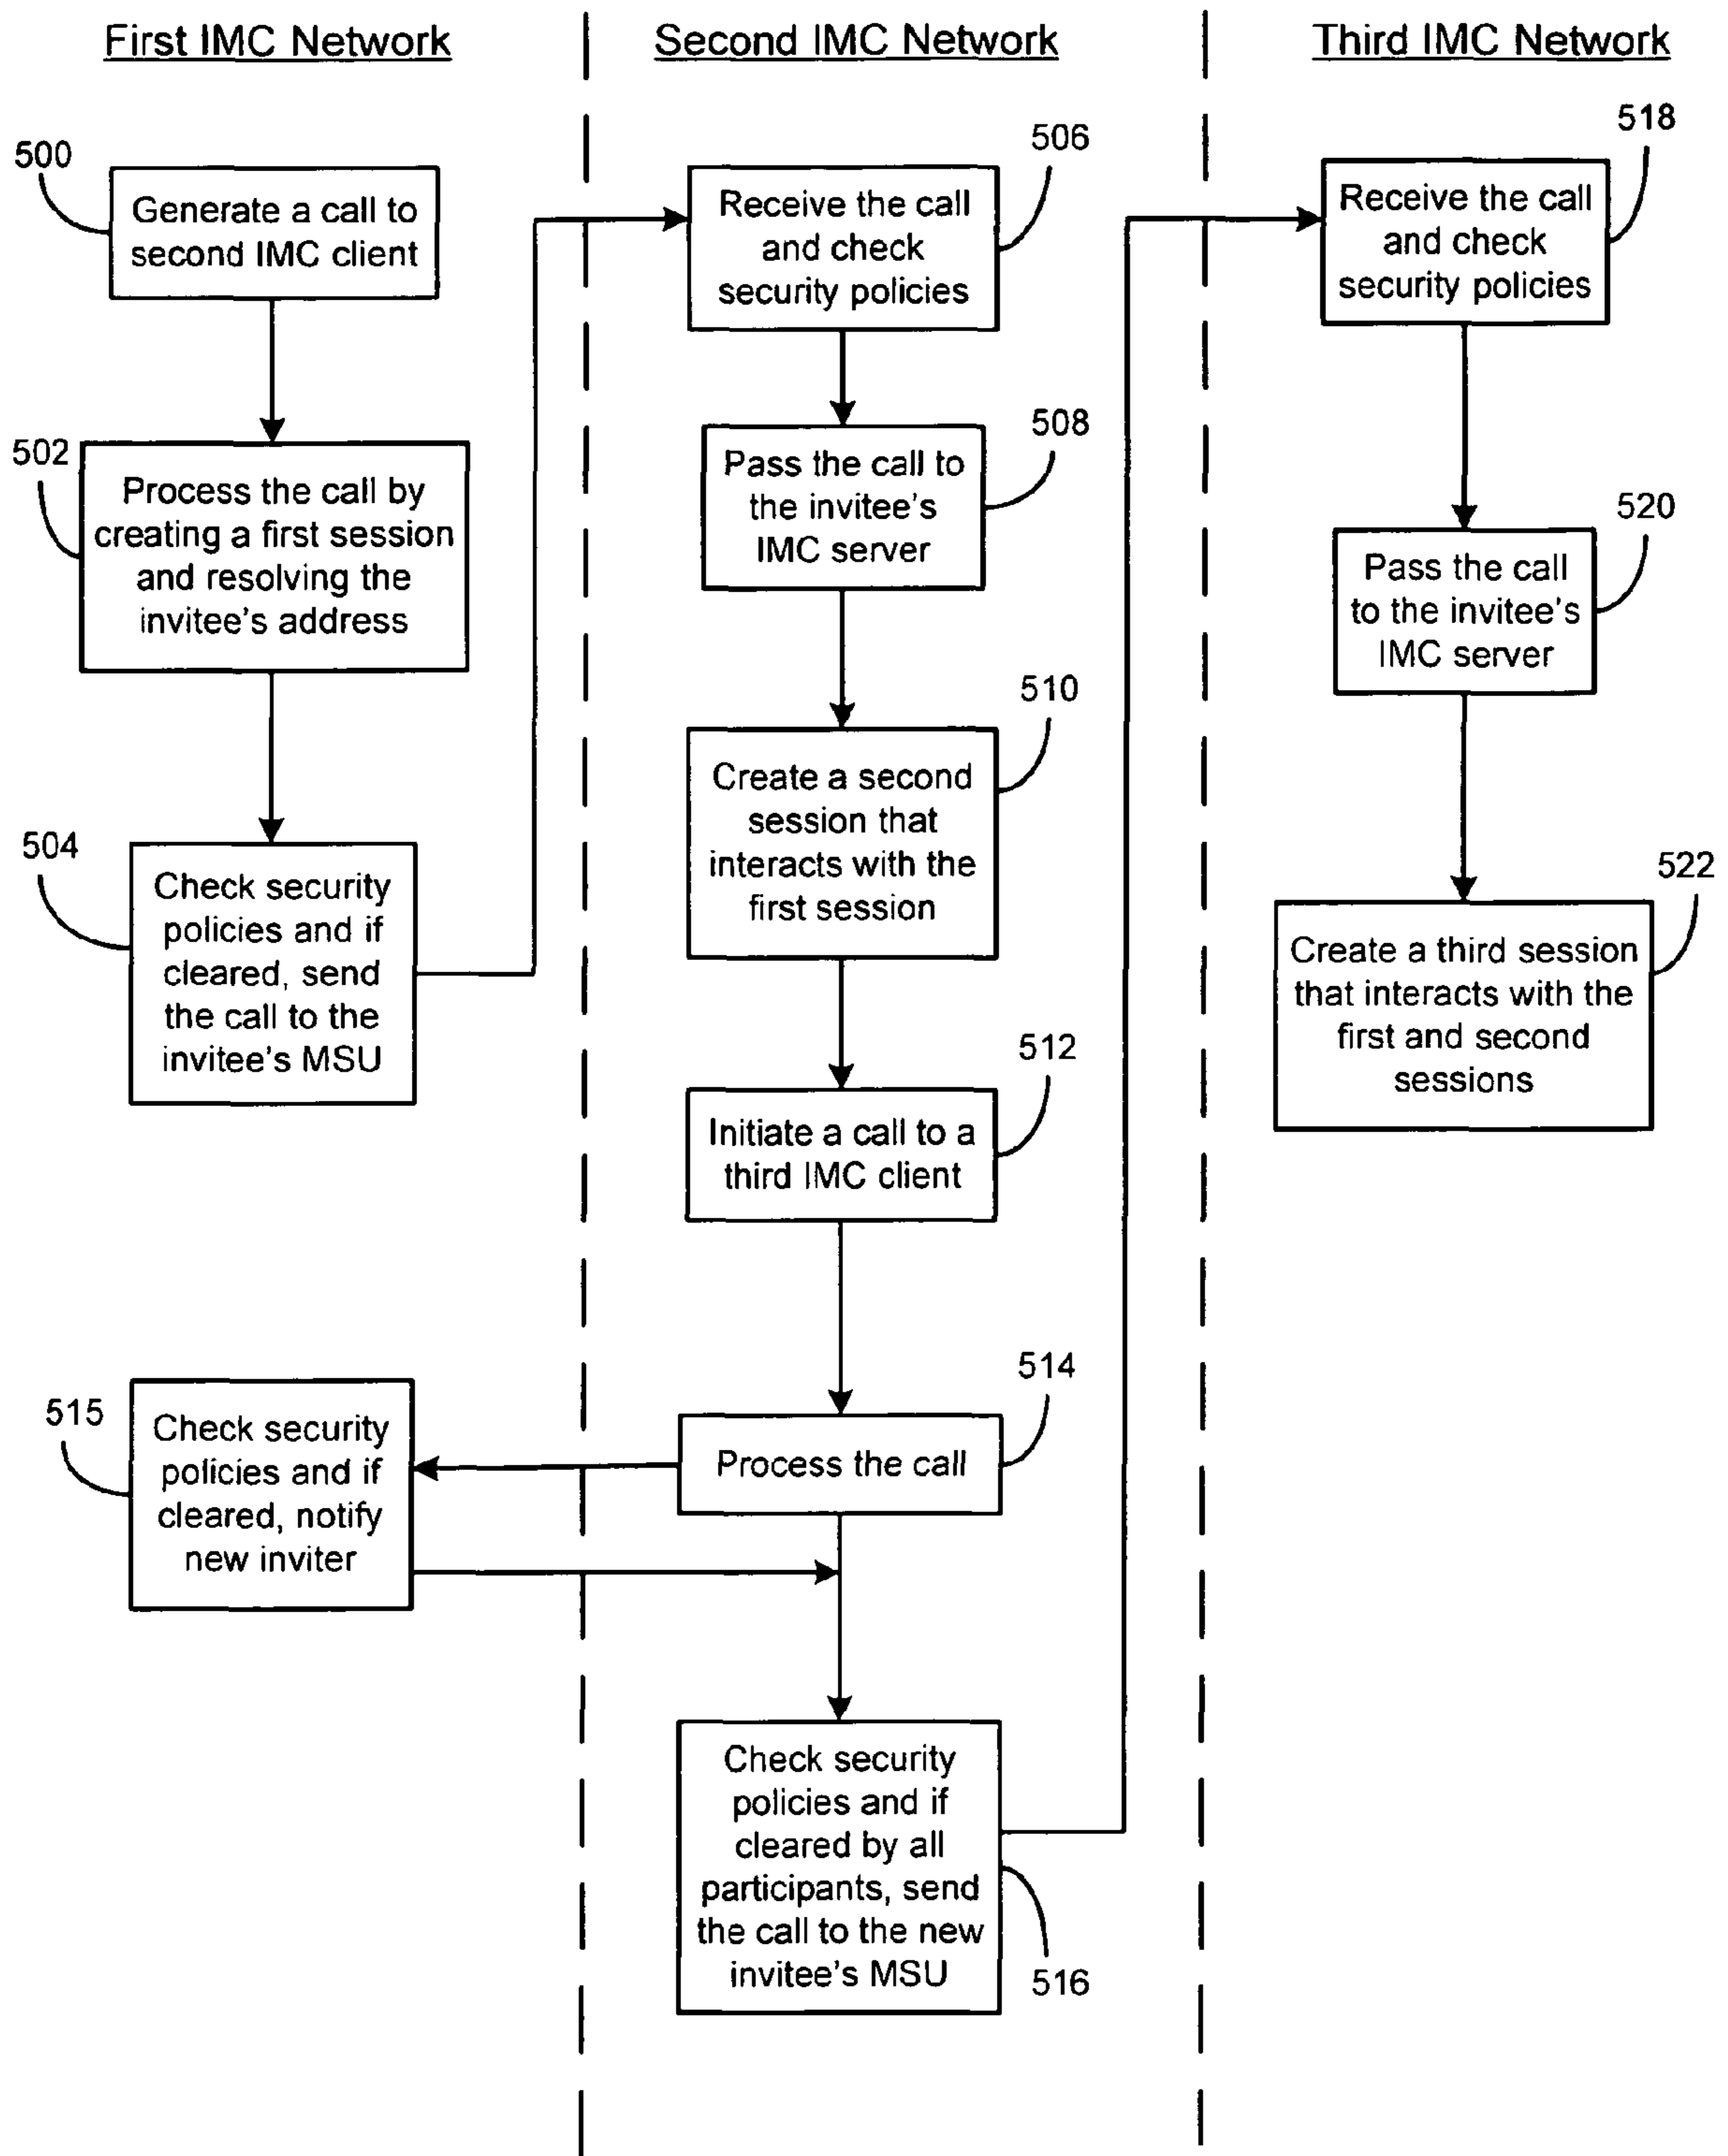 First IMC Network
Second IMC Network
Third IMC Network
500
Generate a call to
second IMC client
502
Process the call by
creating a first session
and resolving the
invitee's address
504
Check security
policies and if
cleared, send
the call to the
invitee's MSU
506
Receive the call
and check
security policies
508
Pass the call to
the invitee's
IMC server
510
Create a second
session that
interacts with the
first session
512
Initiate a call to a
third IMC client
514
Process the call
515
Check security
policies and if
cleared, notify
new inviter
Check security
policies and if
cleared by all
participants, send
the call to the new
invitee's MSU
516
518
Receive the call
and check
security policies
520
Pass the call
to the invitee's
IMC server
522
Create a third session
that interacts with the
first and second
sessions